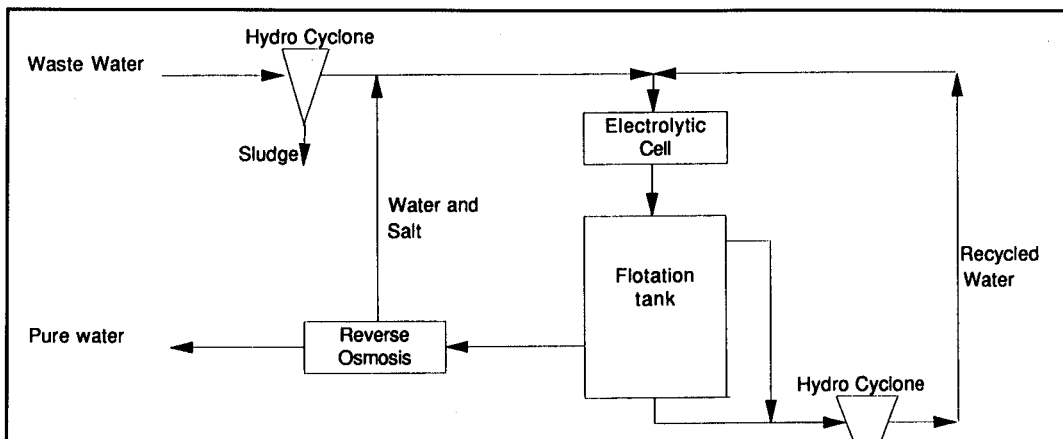 Hydro Cyclone
Waste Water
Electrolytic
Cell
Sludge
Water and
Salt
Flotation
tank
Recycled
Water
Pure water
Reverse
Osmosis
Hydro Cyclone